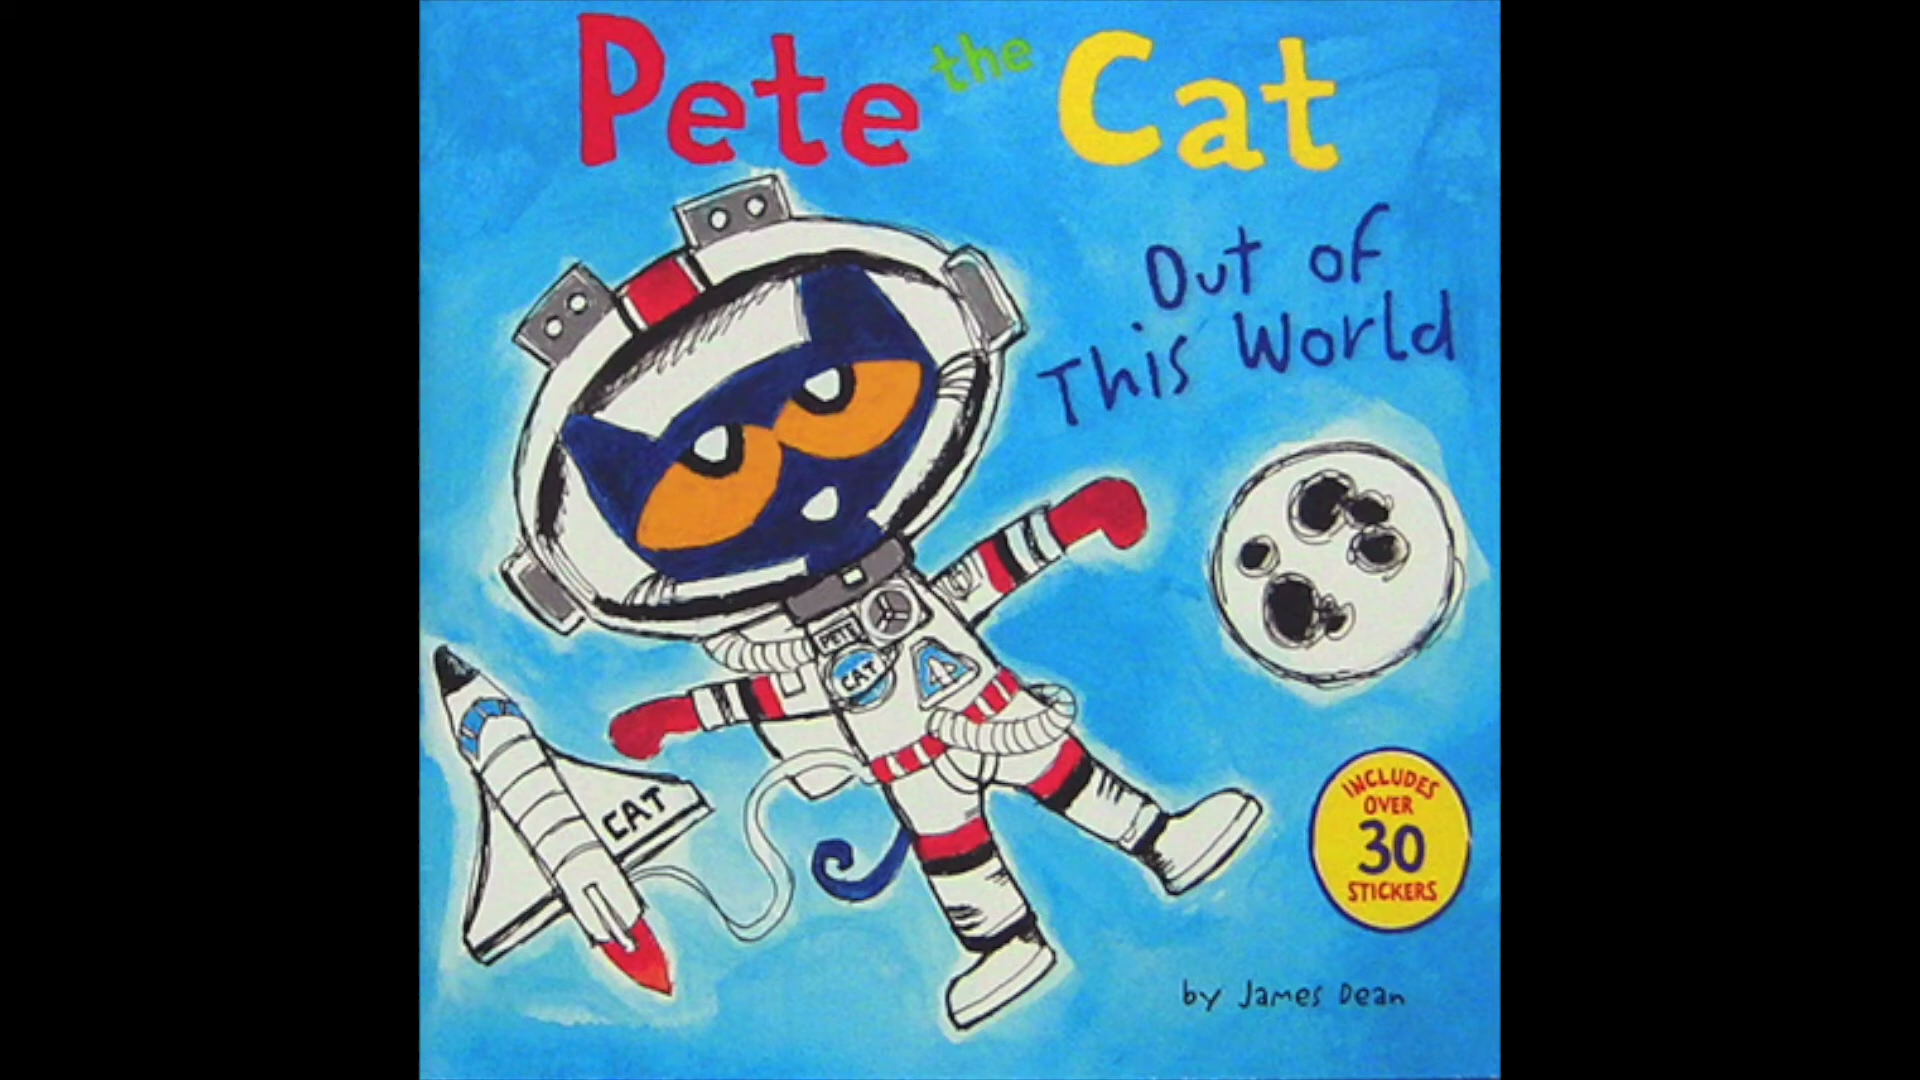 Pete the Cat
Out of
This World
PETE
CAT
CAT
INCLUDES
OVER
30
STICKERS
by James Dean